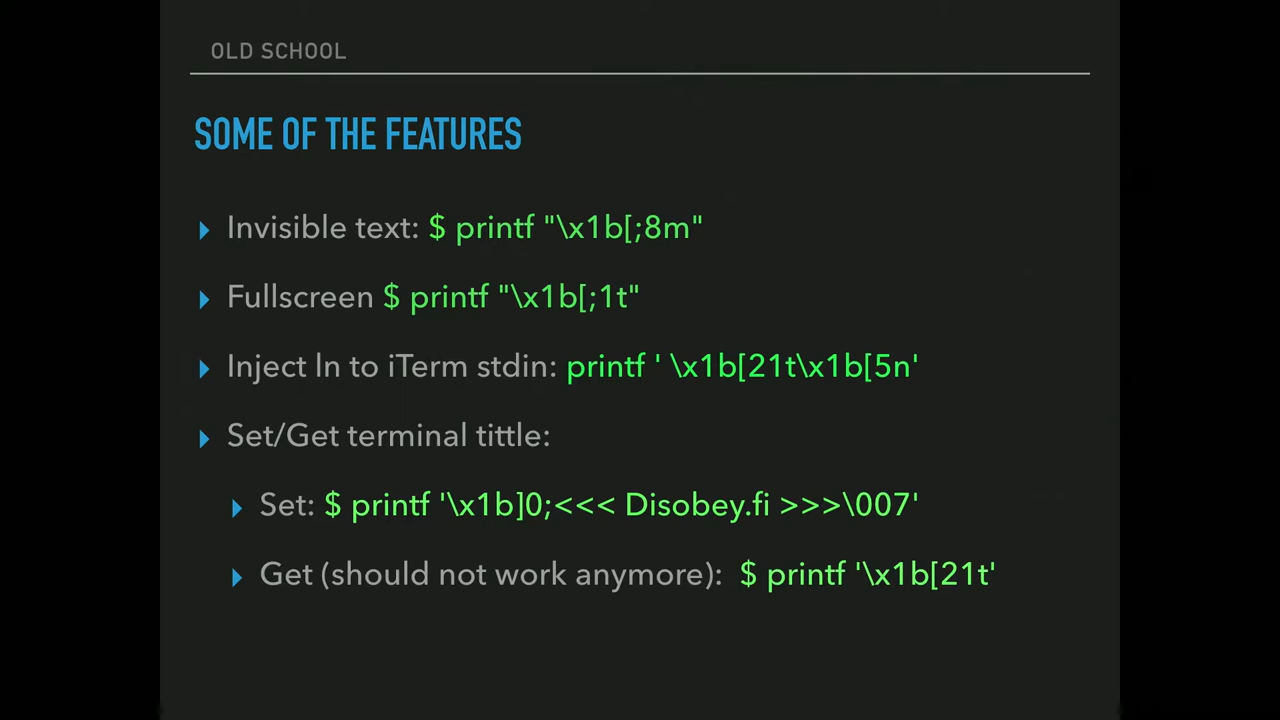 OLD SCHOOL
SOME OF THE FEATURES
Invisible text: $ printf "\x1b[;8m"
Fullscreen $ printf "\x1b[;1t"
Inject ln to iTerm stdin: printf ' \x1b[21t\x1b[5n'
Set/Get terminal tittle:
Set: $ printf '\x1b]0;<<< Disobey.fi >>>\007'
Get (should not work anymore): $ printf '\x1b[21t'